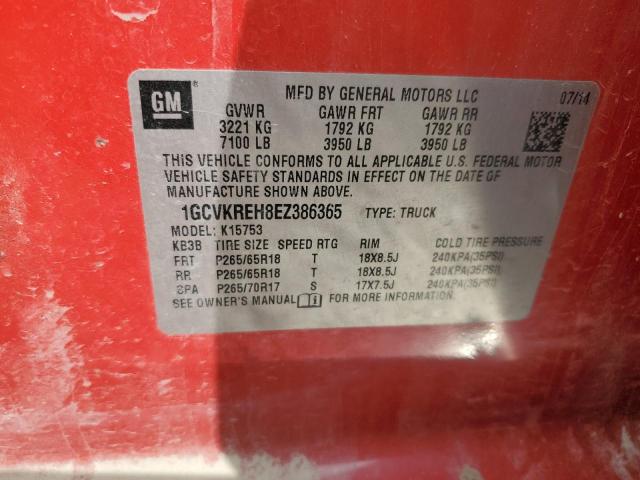 GM
MFD BY GENERAL MOTORS LLC 07/14
GVWR GAWR FRT GAWR RR
3221 KG 1792 KG 1792 KG
7100 LB 3950 LB 3950 LB
THIS VEHICLE CONFORMS TO ALL APPLICABLE U.S. FEDERAL MOTOR
VEHICLE SAFETY STANDARDS IN EFFECT ON THE DATE OF
MANUFACTURE SHOWN ABOVE.
1GCVKREH8EZ386365 TYPE: TRUCK
MODEL: K15753
KB3B TIRE SIZE SPEED RTG RIM COLD TIRE PRESSURE
FRT P265/65R18 T 18X8.5J 240KPA(35PSI)
RR P265/65R18 T 18X8.5J 240KPA(35PSI)
SPA P265/70R17 S 17X7.5J 240KPA(35PSI)
SEE OWNER'S MANUAL FOR MORE INFORMATION.